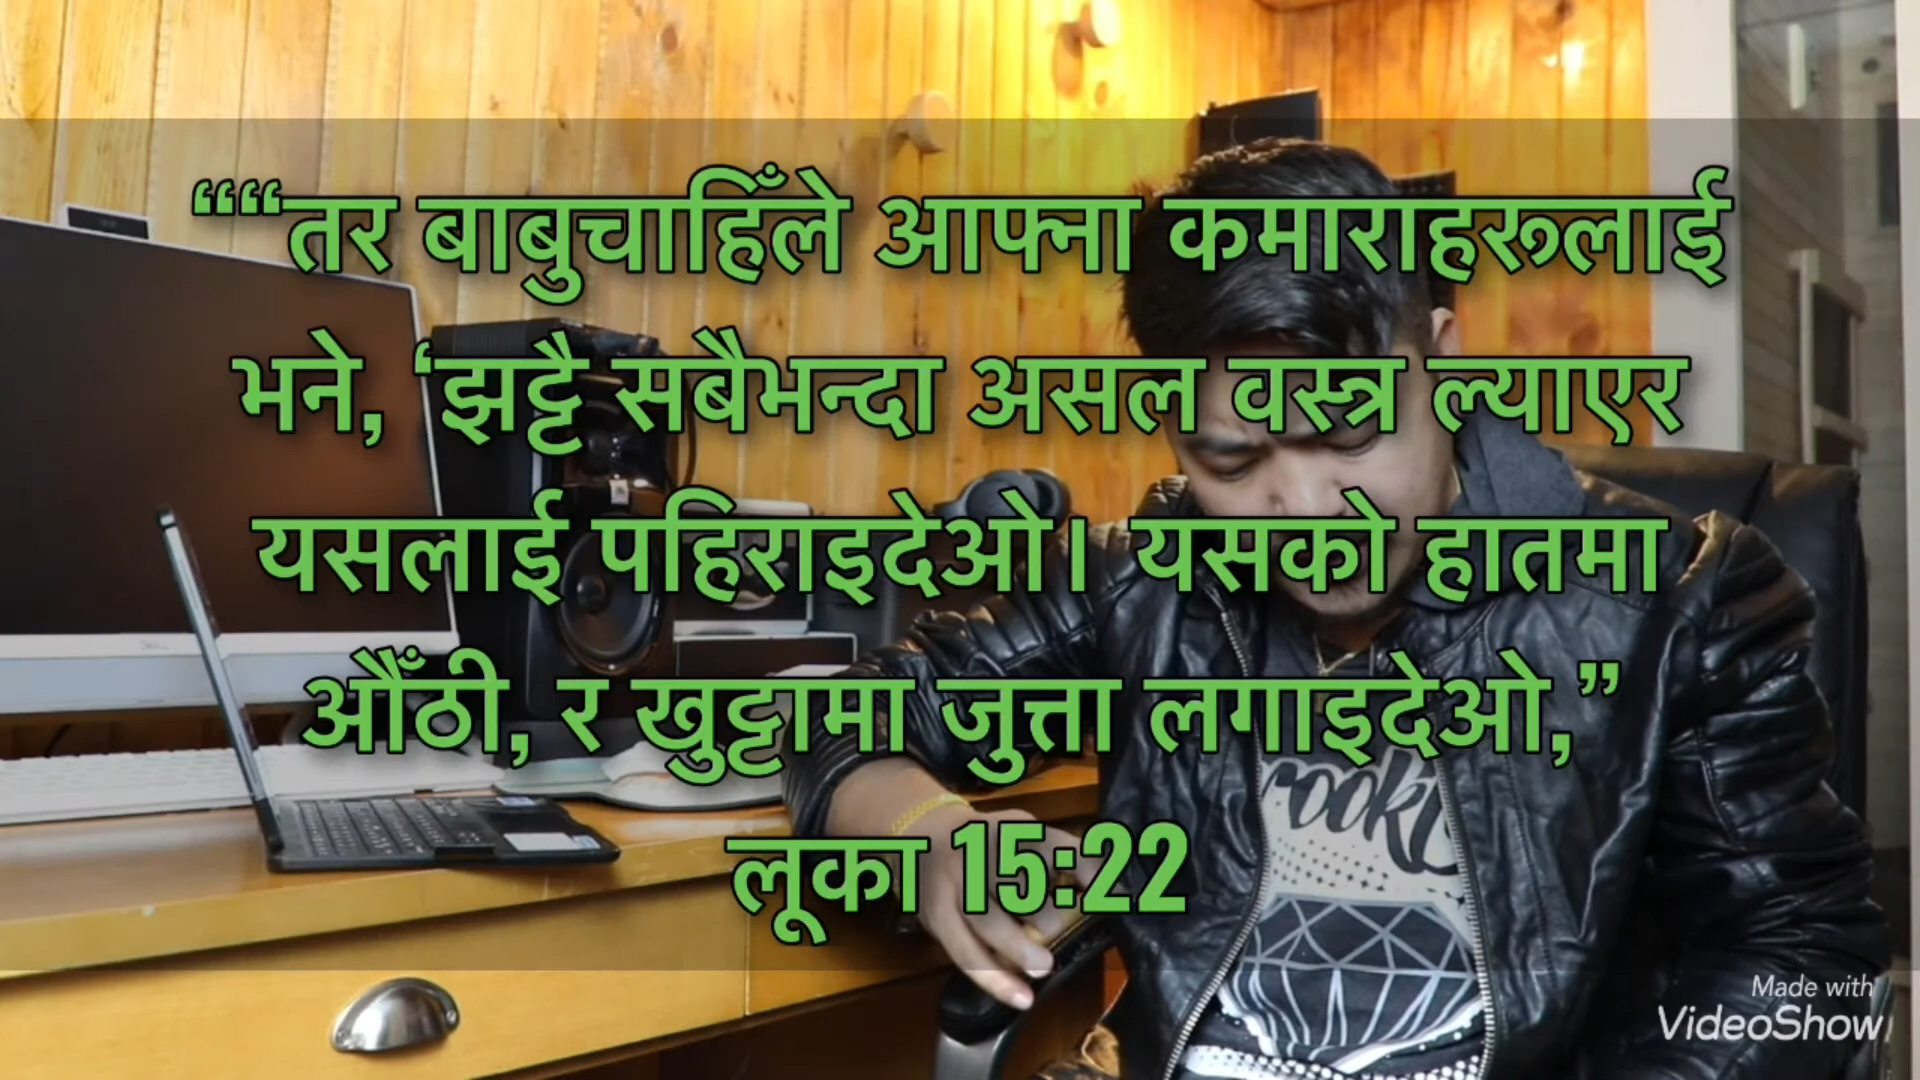 ““तर बाबुचाहिँले आफ्ना कमाराहरूलाई
भने, ‘झट्टै सबैभन्दा असल वस्त्र ल्याएर
यसलाई पहिराइदेओ। यसको हातमा
औँठी, र खुट्टामा जुत्ता लगाइदेओ,”
लूका 15:22
Made with
VideoShow